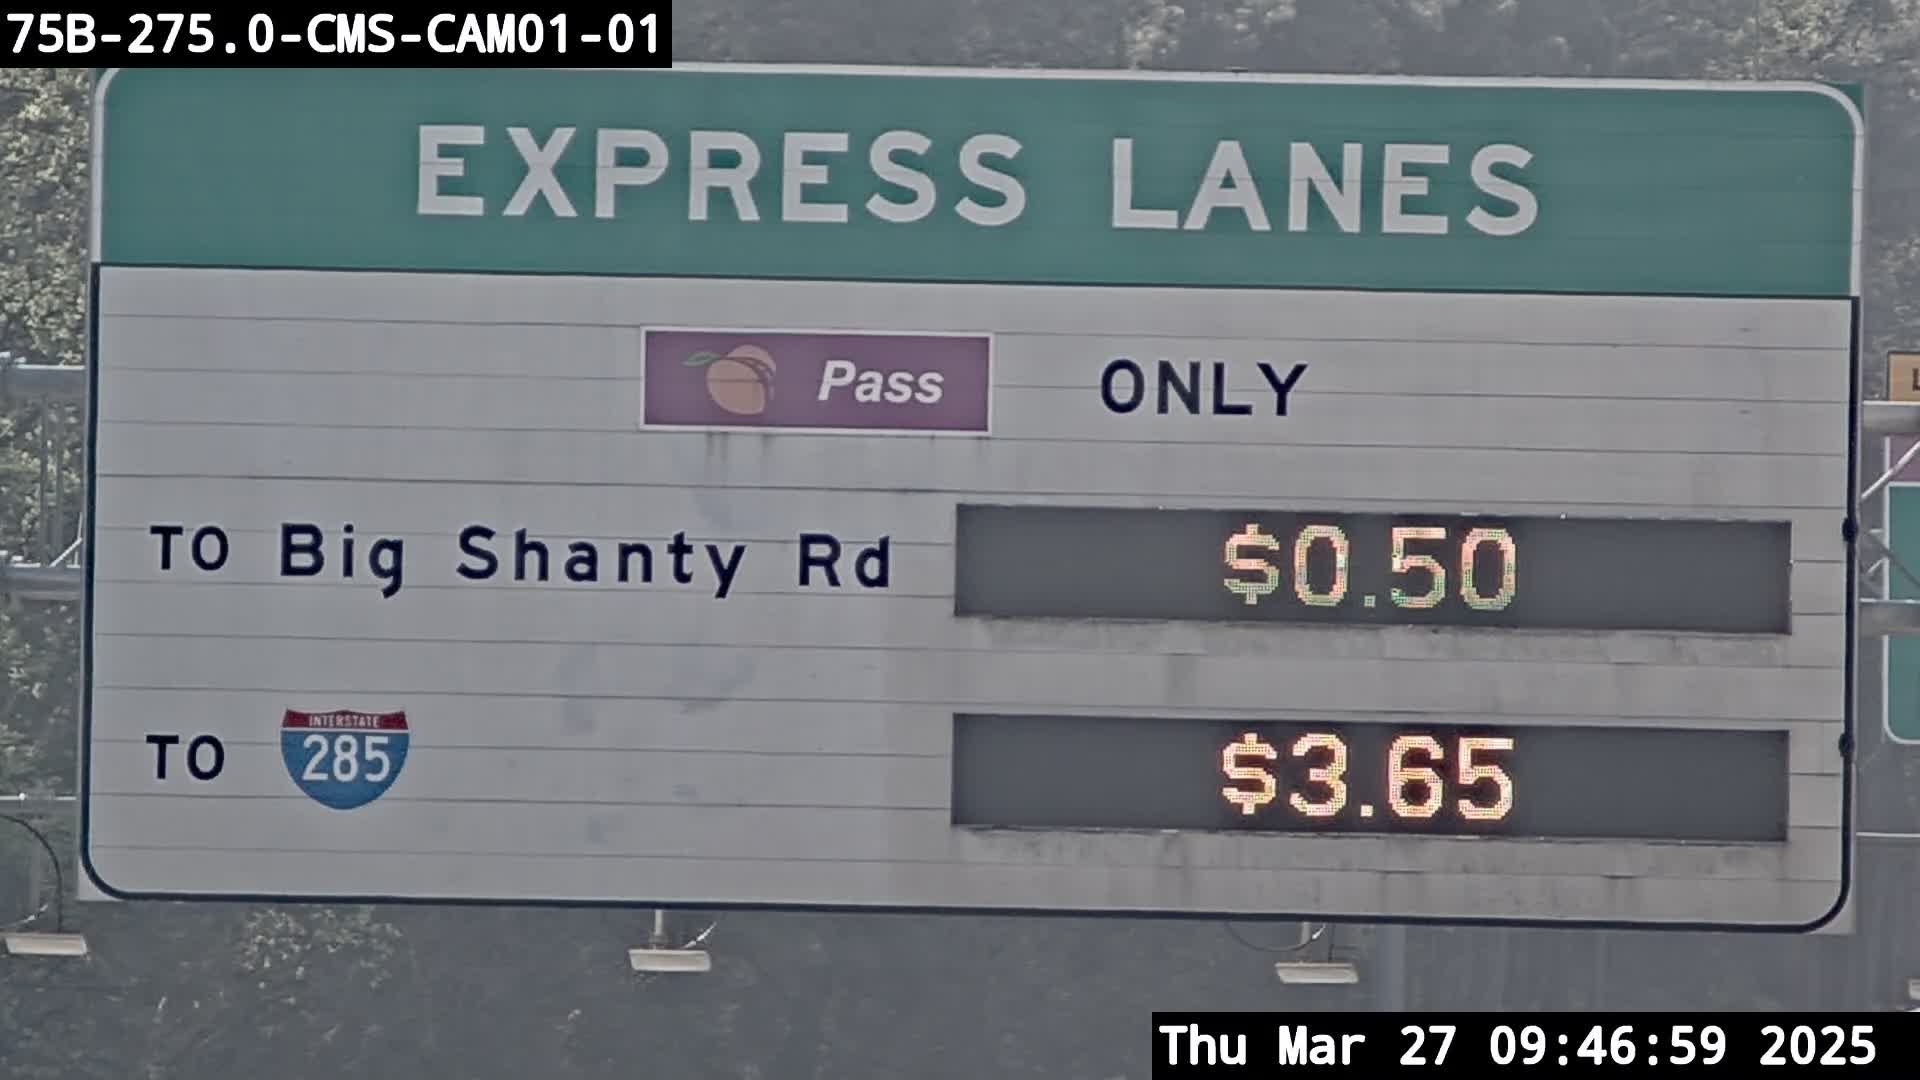 75B-275.0-CMS-CAM01-01
EXPRESS LANES
Pass ONLY
TO Big Shanty Rd $0.50
TO INTERSTATE 285 $3.65
Thu Mar 27 09:46:59 2025